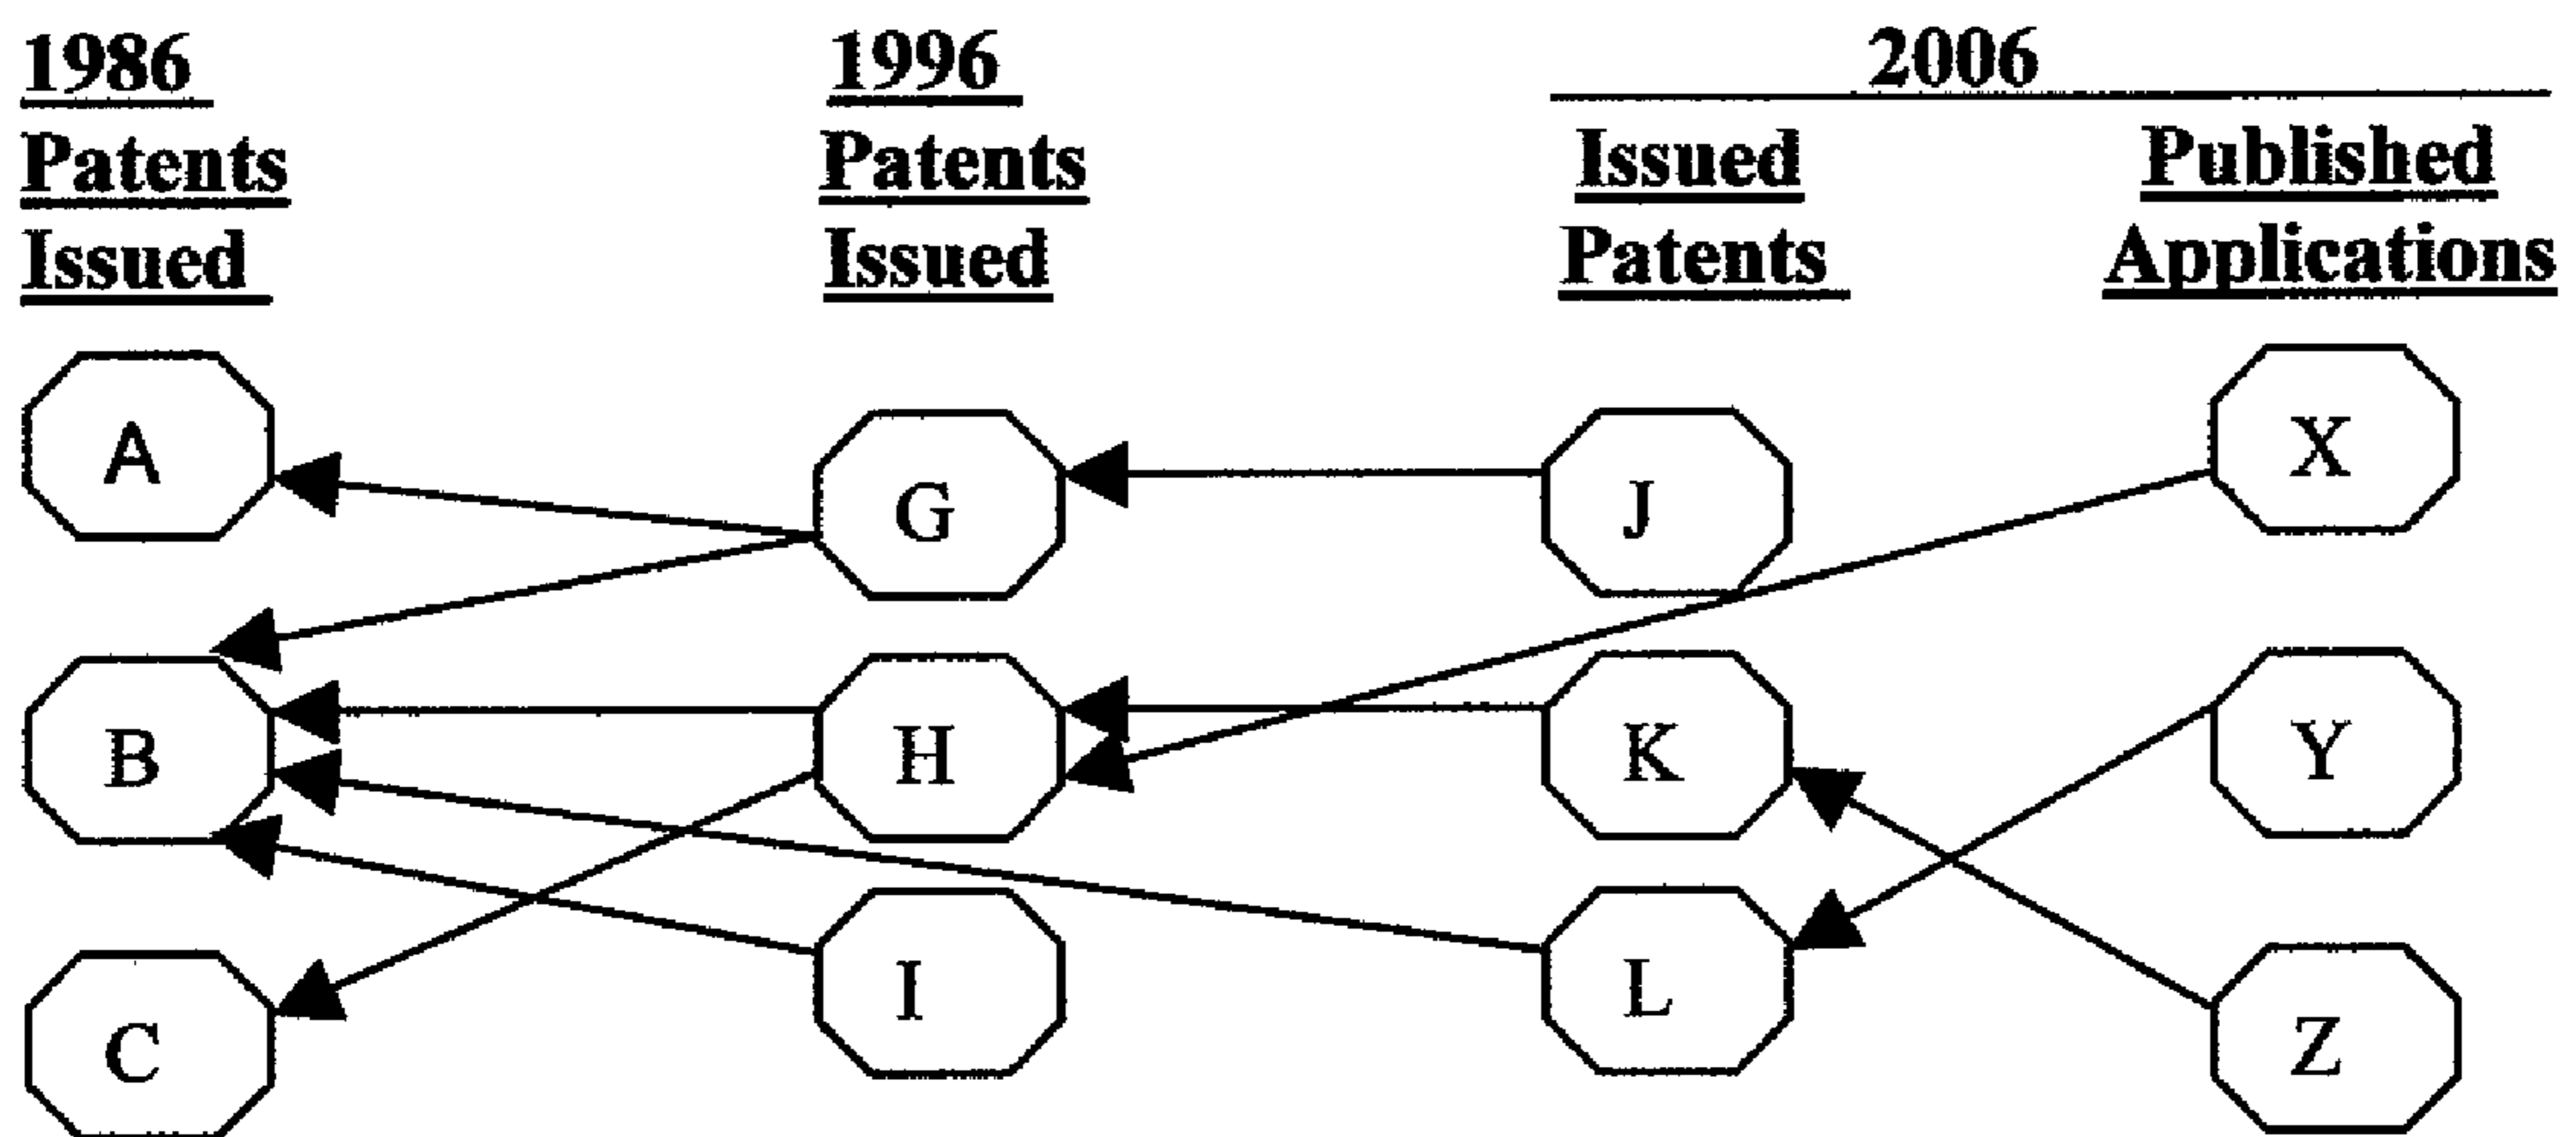 1986
Patents
Issued
1996
Patents
Issued
2006
Issued
Patents
Published
Applications
A
B
C
G
H
I
J
K
L
X
Y
Z